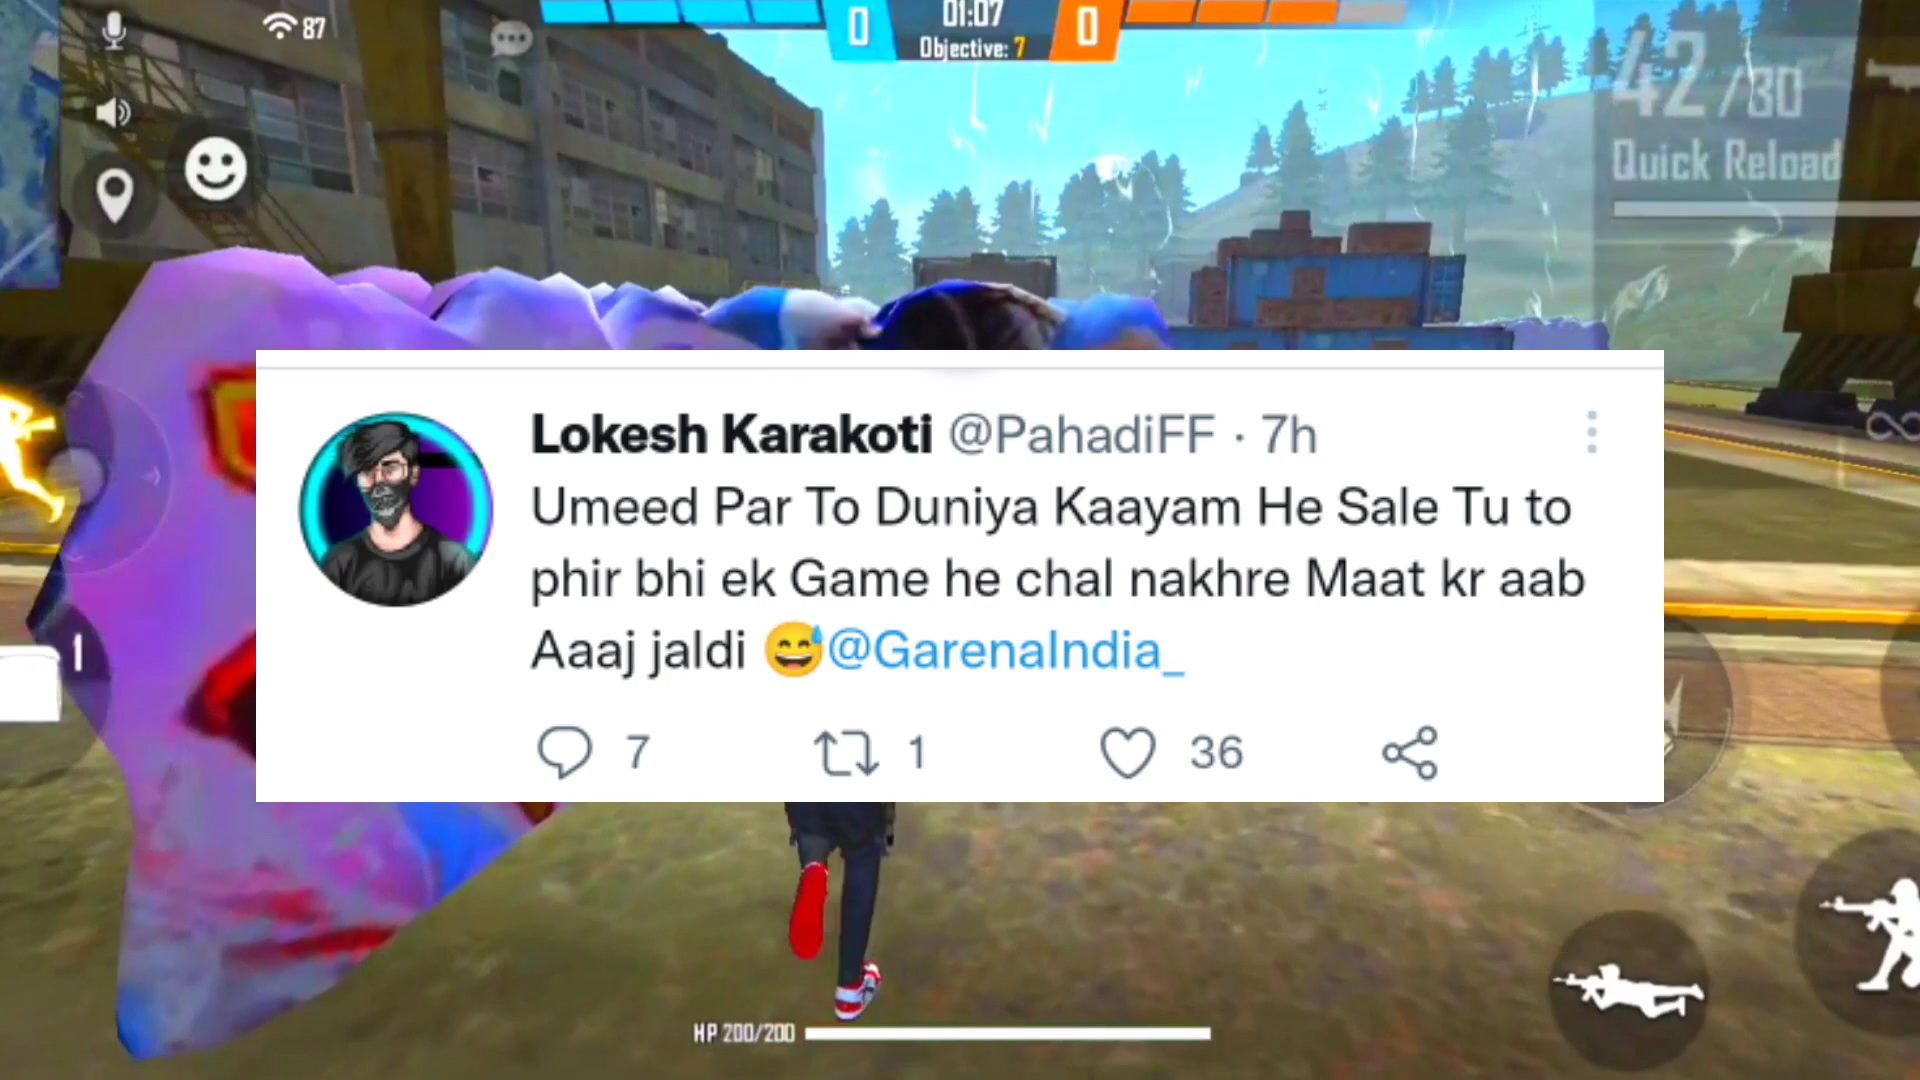 87
0
01:07
0
Objective: 7
42/30
Quick Reload
Lokesh Karakoti @PahadiFF · 7h
Umeed Par To Duniya Kaayam He Sale Tu to
phir bhi ek Game he chal nakhre Maat kr aab
Aaaj jaldi 😅@GarenaIndia_
7 1 36
1
HP 200/200